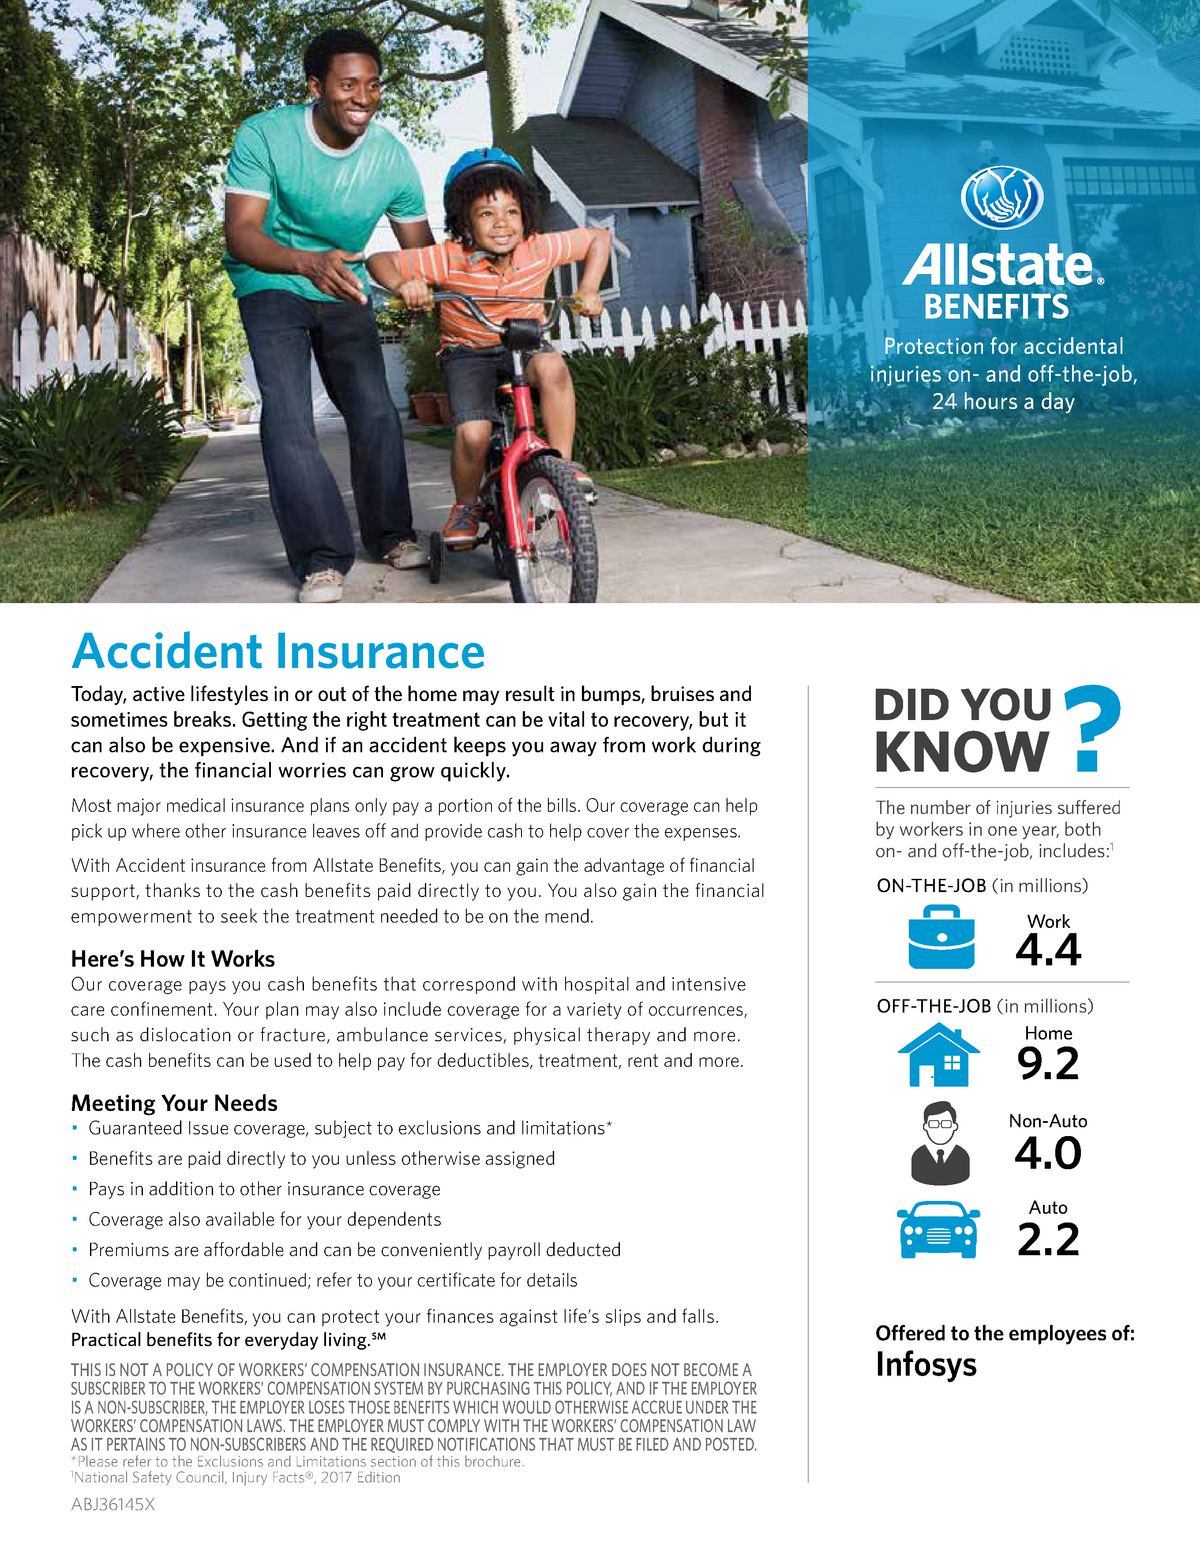 Allstate®
BENEFITS
Protection for accidental
injuries on- and off-the-job,
24 hours a day
Accident Insurance
Today, active lifestyles in or out of the home may result in bumps, bruises and
sometimes breaks. Getting the right treatment can be vital to recovery, but it
can also be expensive. And if an accident keeps you away from work during
recovery, the financial worries can grow quickly.
Most major medical insurance plans only pay a portion of the bills. Our coverage can help
pick up where other insurance leaves off and provide cash to help cover the expenses.
With Accident insurance from Allstate Benefits, you can gain the advantage of financial
support, thanks to the cash benefits paid directly to you. You also gain the financial
empowerment to seek the treatment needed to be on the mend.
Here's How It Works
Our coverage pays you cash benefits that correspond with hospital and intensive
care confinement. Your plan may also include coverage for a variety of occurrences,
such as dislocation or fracture, ambulance services, physical therapy and more.
The cash benefits can be used to help pay for deductibles, treatment, rent and more.
Meeting Your Needs
• Guaranteed Issue coverage, subject to exclusions and limitations*
• Benefits are paid directly to you unless otherwise assigned
• Pays in addition to other insurance coverage
• Coverage also available for your dependents
• Premiums are affordable and can be conveniently payroll deducted
• Coverage may be continued; refer to your certificate for details
With Allstate Benefits, you can protect your finances against life's slips and falls.
Practical benefits for everyday living.℠
THIS IS NOT A POLICY OF WORKERS' COMPENSATION INSURANCE. THE EMPLOYER DOES NOT BECOME A
SUBSCRIBER TO THE WORKERS' COMPENSATION SYSTEM BY PURCHASING THIS POLICY, AND IF THE EMPLOYER
IS A NON-SUBSCRIBER, THE EMPLOYER LOSES THOSE BENEFITS WHICH WOULD OTHERWISE ACCRUE UNDER THE
WORKERS' COMPENSATION LAWS. THE EMPLOYER MUST COMPLY WITH THE WORKERS' COMPENSATION LAW
AS IT PERTAINS TO NON-SUBSCRIBERS AND THE REQUIRED NOTIFICATIONS THAT MUST BE FILED AND POSTED.
*Please refer to the Exclusions and Limitations section of this brochure.
¹National Safety Council, Injury Facts®, 2017 Edition
ABJ36145X
DID YOU
KNOW?
The number of injuries suffered
by workers in one year, both
on- and off-the-job, includes:¹
ON-THE-JOB (in millions)
Work
4.4
OFF-THE-JOB (in millions)
Home
9.2
Non-Auto
4.0
Auto
2.2
Offered to the employees of:
Infosys